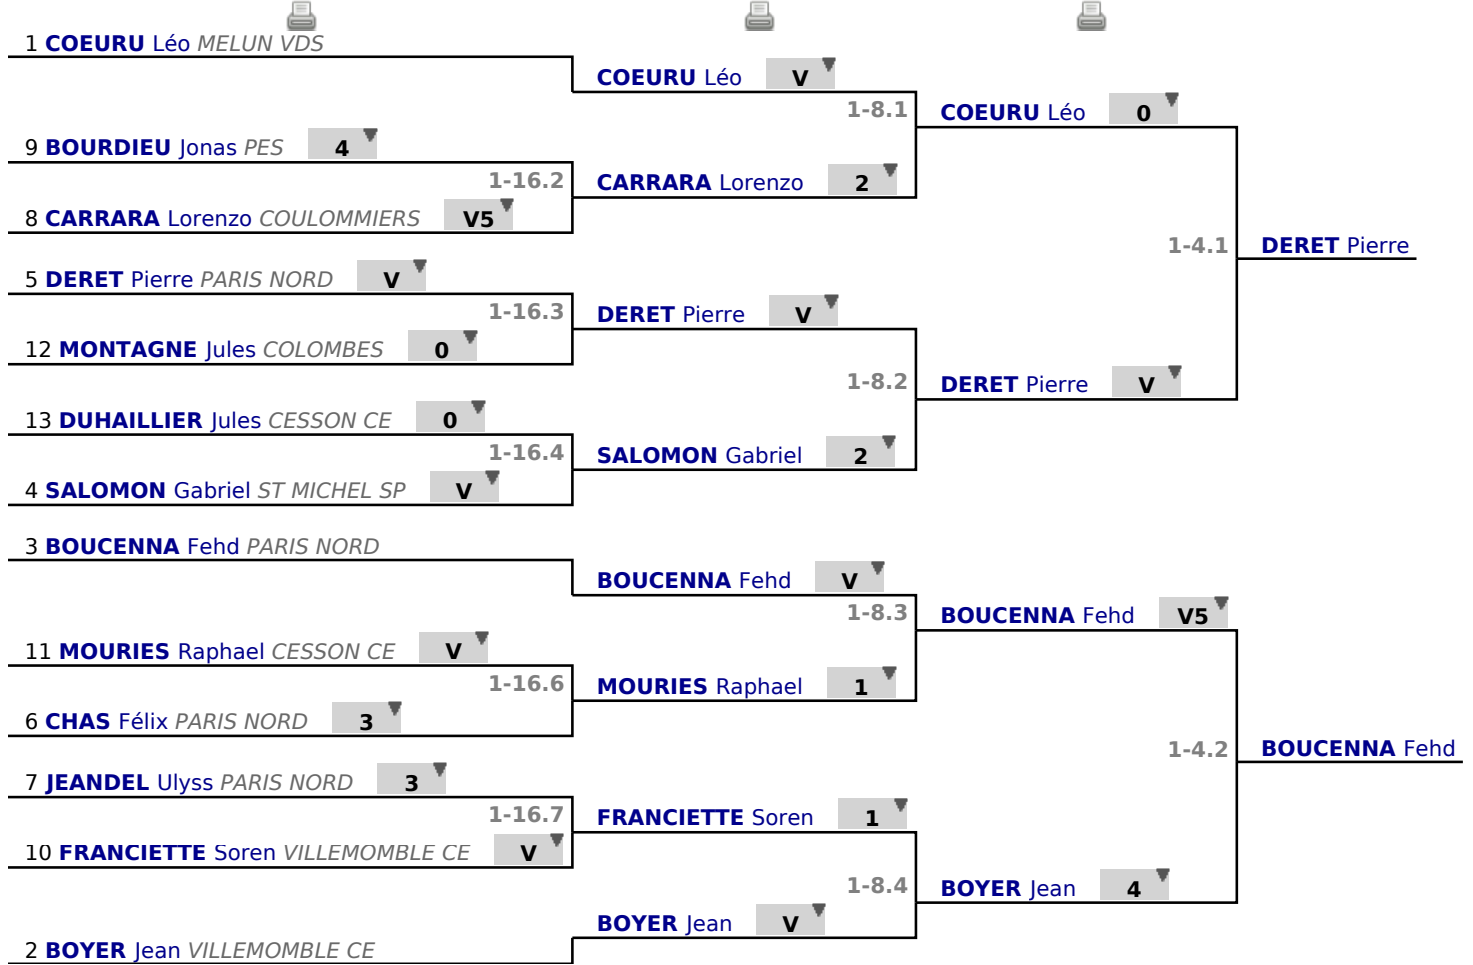 1 COEURU Léo MELUN VDS
COEURU Léo V
1-8.1
COEURU Léo 0
9 BOURDIEU Jonas PES 4
1-16.2
CARRARA Lorenzo 2
8 CARRARA Lorenzo COULOMMIERS V5
1-4.1
DERET Pierre
5 DERET Pierre PARIS NORD V
1-16.3
DERET Pierre V
12 MONTAGNE Jules COLOMBES 0
1-8.2
DERET Pierre V
13 DUHAILLIER Jules CESSON CE 0
1-16.4
SALOMON Gabriel 2
4 SALOMON Gabriel ST MICHEL SP V
3 BOUCENNA Fehd PARIS NORD
BOUCENNA Fehd V
1-8.3
BOUCENNA Fehd V5
11 MOURIES Raphael CESSON CE V
1-16.6
MOURIES Raphael 1
6 CHAS Félix PARIS NORD 3
1-4.2
BOUCENNA Fehd
7 JEANDEL Ulyss PARIS NORD 3
1-16.7
FRANCIETTE Soren 1
10 FRANCIETTE Soren VILLEMOMBLE CE V
1-8.4
BOYER Jean 4
BOYER Jean V
2 BOYER Jean VILLEMOMBLE CE